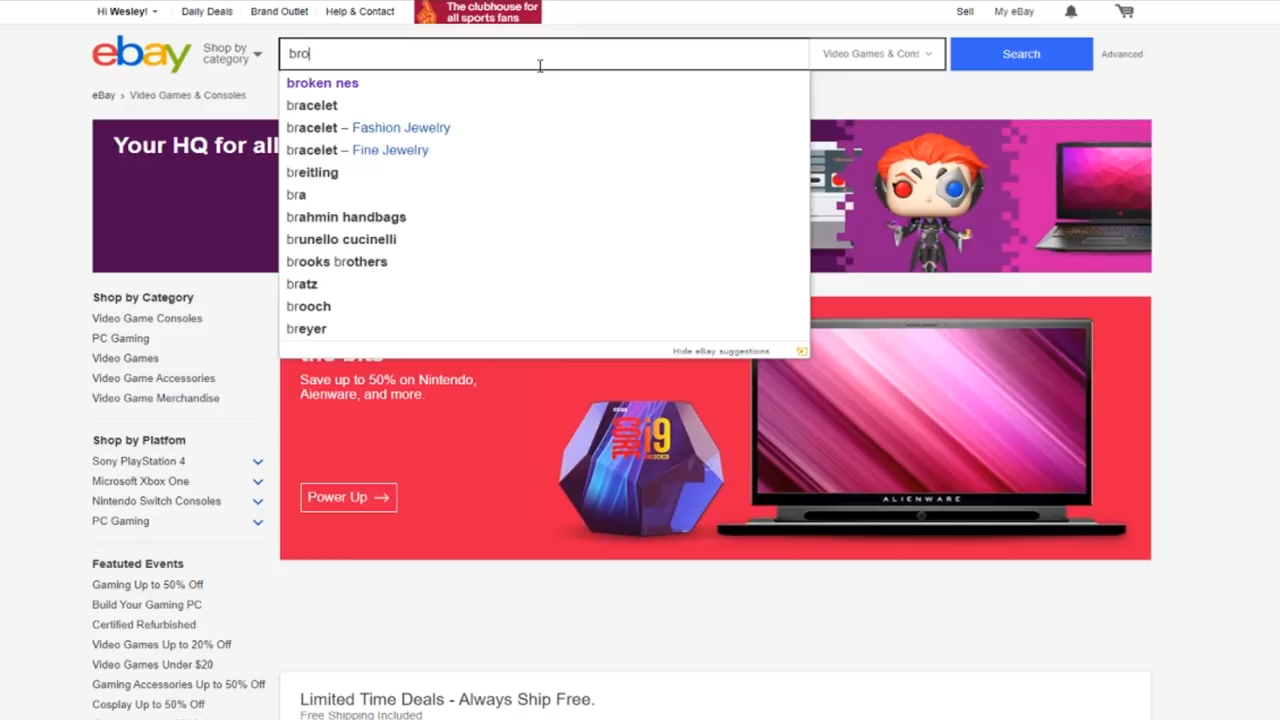 Hi Wesley!
Daily Deals
Brand Outlet
Help & Contact
The clubhouse for
all sports fans
Sell
My eBay
ebay
Shop by
category
bro
Video Games & Cons
Search
Advanced
eBay > Video Games & Consoles
broken nes
bracelet
bracelet – Fashion Jewelry
bracelet – Fine Jewelry
breitling
bra
brahmin handbags
brunello cucinelli
brooks brothers
bratz
brooch
breyer
Hide eBay suggestions
Your HQ for all
Shop by Category
Video Game Consoles
PC Gaming
Video Games
Video Game Accessories
Video Game Merchandise
Shop by Platfom
Sony PlayStation 4
Microsoft Xbox One
Nintendo Switch Consoles
PC Gaming
Featuted Events
Gaming Up to 50% Off
Build Your Gaming PC
Certified Refurbished
Video Games Up to 20% Off
Video Games Under $20
Gaming Accessories Up to 50% Off
Cosplay Up to 50% Off
Save up to 50% on Nintendo,
Aienware, and more.
Power Up →
i9
UNLOCKED
ALIENWARE
Limited Time Deals - Always Ship Free.
Free Shipping Included